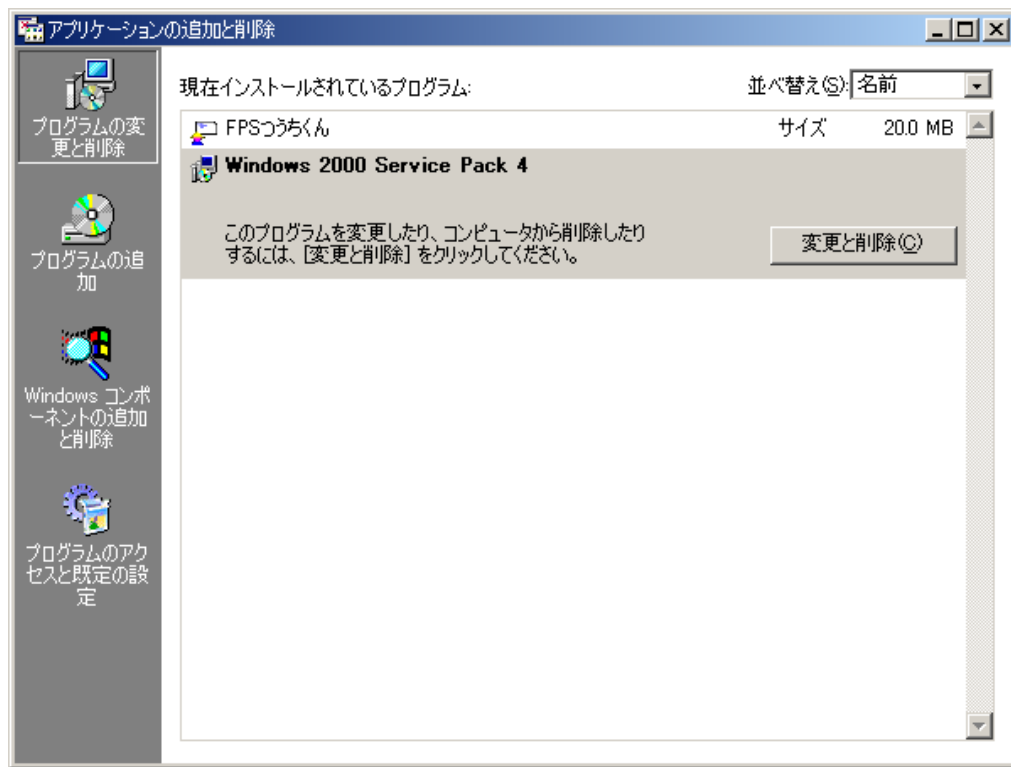 アプリケーションの追加と削除
プログラムの変
更と削除
プログラムの追
加
Windows コンポ
ーネントの追加
と削除
プログラムのアク
セスと既定の設
定
現在インストールされているプログラム:
並べ替え(S):
名前
FPSつうちくん
サイズ
20.0 MB
Windows 2000 Service Pack 4
このプログラムを変更したり、コンピュータから削除したり
するには、[変更と削除] をクリックしてください。
変更と削除(C)